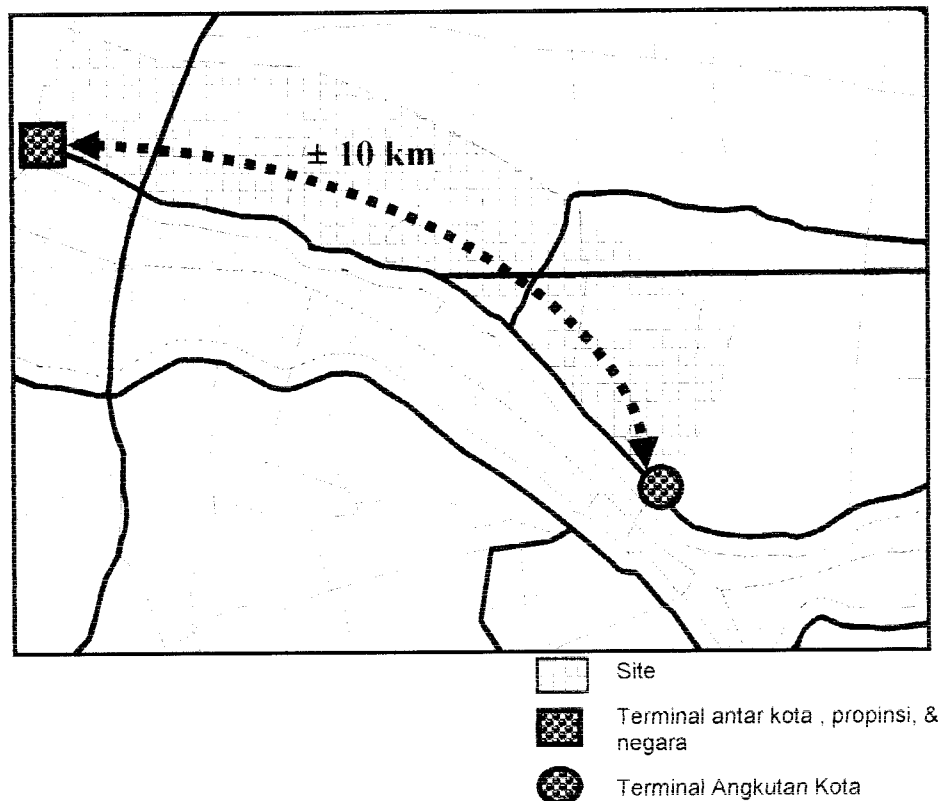 ± 10 km
Site
Terminal antar kota , propinsi, &
negara
Terminal Angkutan Kota